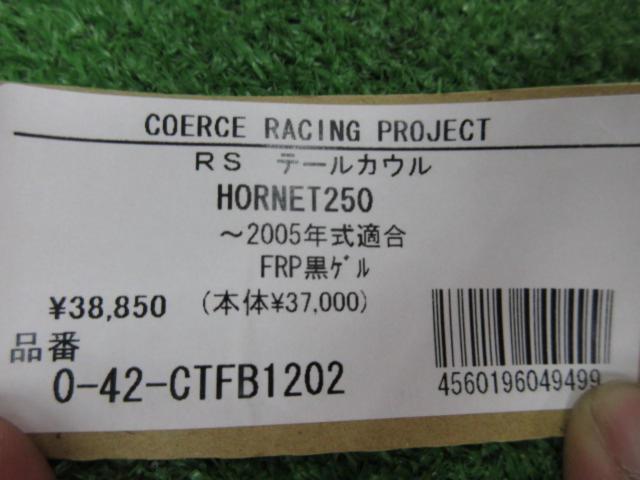 COERCE RACING PROJECT
RS テールカウル
HORNET250
～2005年式適合
FRP黒ｹﾞﾙ
¥38,850 (本体¥37,000)
品番
0-42-CTFB1202
4560196049499